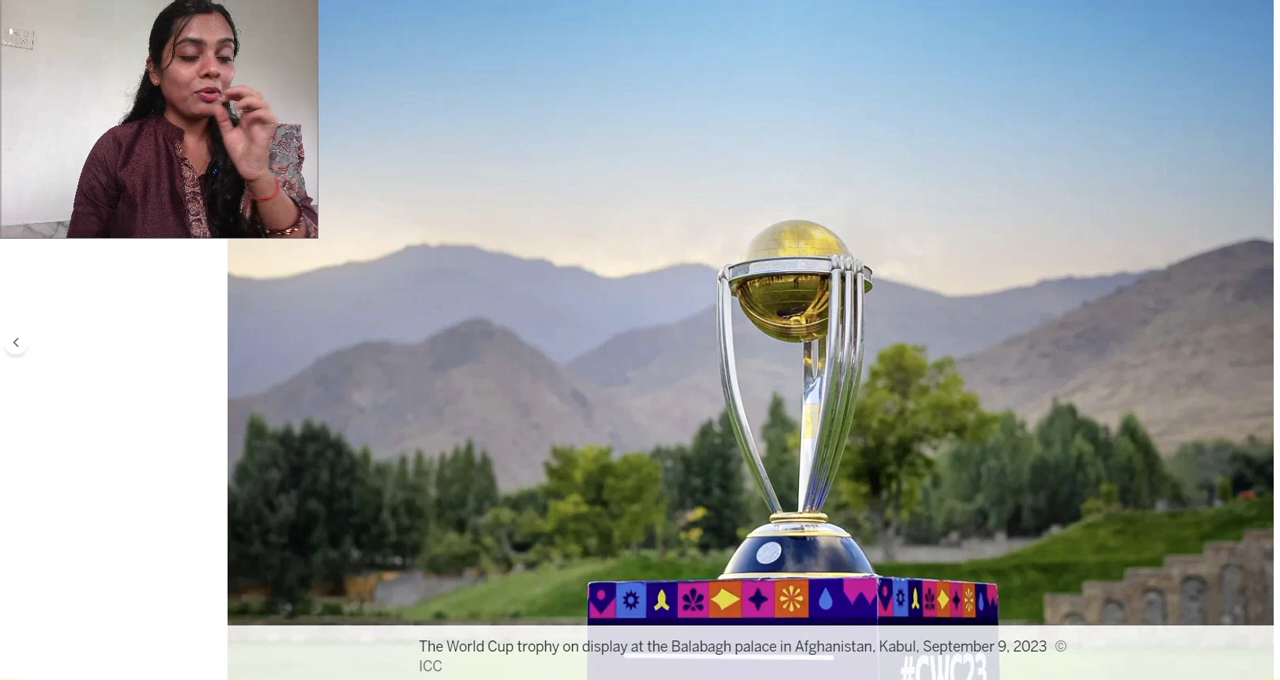 The World Cup trophy on display at the Balabagh palace in Afghanistan, Kabul, September 9, 2023 ©
ICC
#CWC23